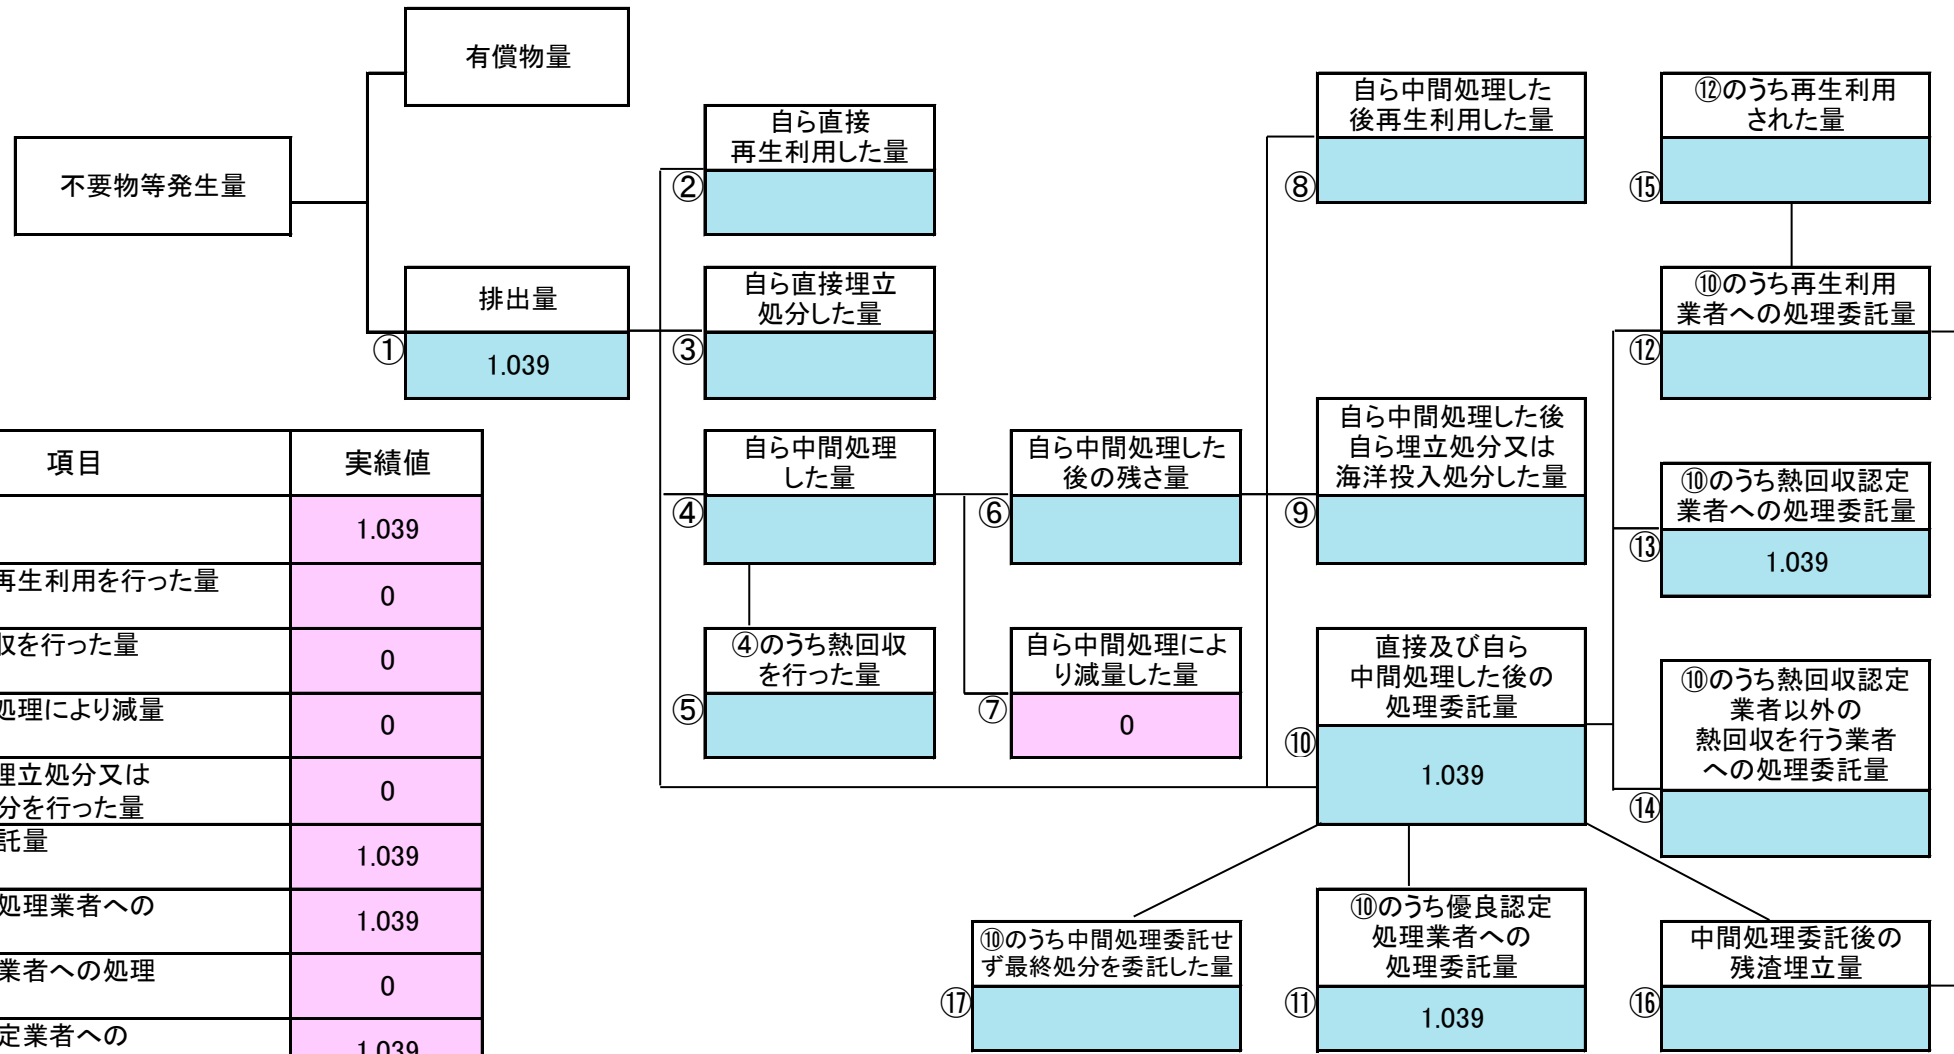 有償物量
不要物等発生量
排出量
①
1.039
自ら直接
再生利用した量
②
自ら直接埋立
処分した量
③
自ら中間処理
した量
④
④のうち熱回収
を行った量
⑤
自ら中間処理した
後の残さ量
⑥
自ら中間処理によ
り減量した量
⑦
0
自ら中間処理した
後再生利用した量
⑧
自ら中間処理した後
自ら埋立処分又は
海洋投入処分した量
⑨
直接及び自ら
中間処理した後の
処理委託量
⑩
1.039
⑩のうち優良認定
処理業者への
処理委託量
⑪
1.039
⑩のうち中間処理委託せ
ず最終処分を委託した量
⑰
⑫のうち再生利用
された量
⑮
⑩のうち再生利用
業者への処理委託量
⑫
⑩のうち熱回収認定
業者への処理委託量
⑬
1.039
⑩のうち熱回収認定
業者以外の
熱回収を行う業者
への処理委託量
⑭
中間処理委託後の
残渣埋立量
⑯
項目 実績値
1.039
再生利用を行った量
0
収を行った量
0
処理により減量
0
埋立処分又は
分を行った量
0
託量
1.039
処理業者への
1.039
業者への処理
0
定業者への
1.039